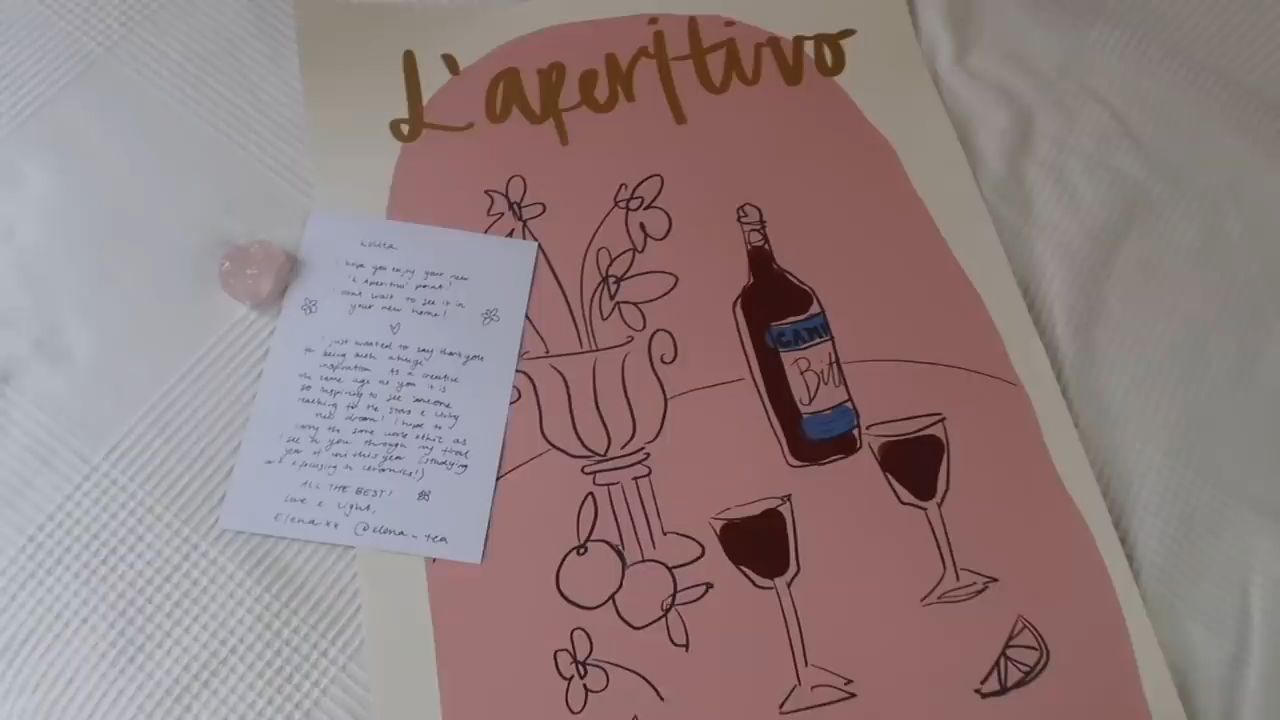 L'aperitivo
CAMP
Bit
Lolita
I hope you enjoy your new
'L'Aperitivo' print!
Cant wait to see it in
your new home!
I just wanted to say thank you
for being such a huge
inspiration. As a creative
the same age as you it is
so inspiring to see someone
reaching for the stars &
their dream! I hope to
carry the same work ethic as
I see in you through my final
year at uni this year (studying
art & focusing in ceramics!)
ALL THE BEST!
Love & Light,
Elena xx @elena_tea